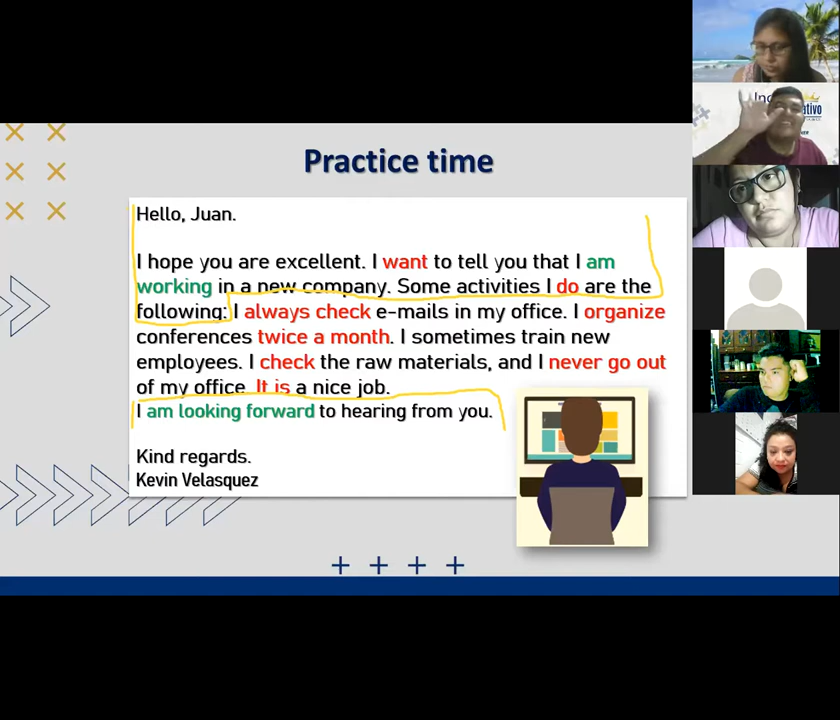 Practice time
Hello, Juan.
I hope you are excellent. I want to tell you that I am
working in a new company. Some activities I do are the
following: I always check e-mails in my office. I organize
conferences twice a month. I sometimes train new
employees. I check the raw materials, and I never go out
of my office. It is a nice job.
I am looking forward to hearing from you.
Kind regards.
Kevin Velasquez